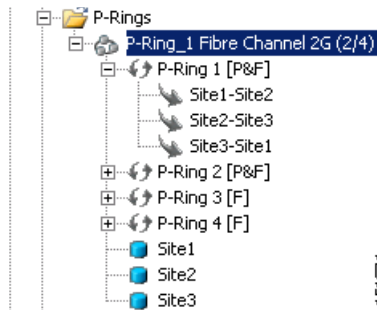 P-Rings
P-Ring_1 Fibre Channel 2G (2/4)
P-Ring 1 [P&F]
Site1-Site2
Site2-Site3
Site3-Site1
P-Ring 2 [P&F]
P-Ring 3 [F]
P-Ring 4 [F]
Site1
Site2
Site3